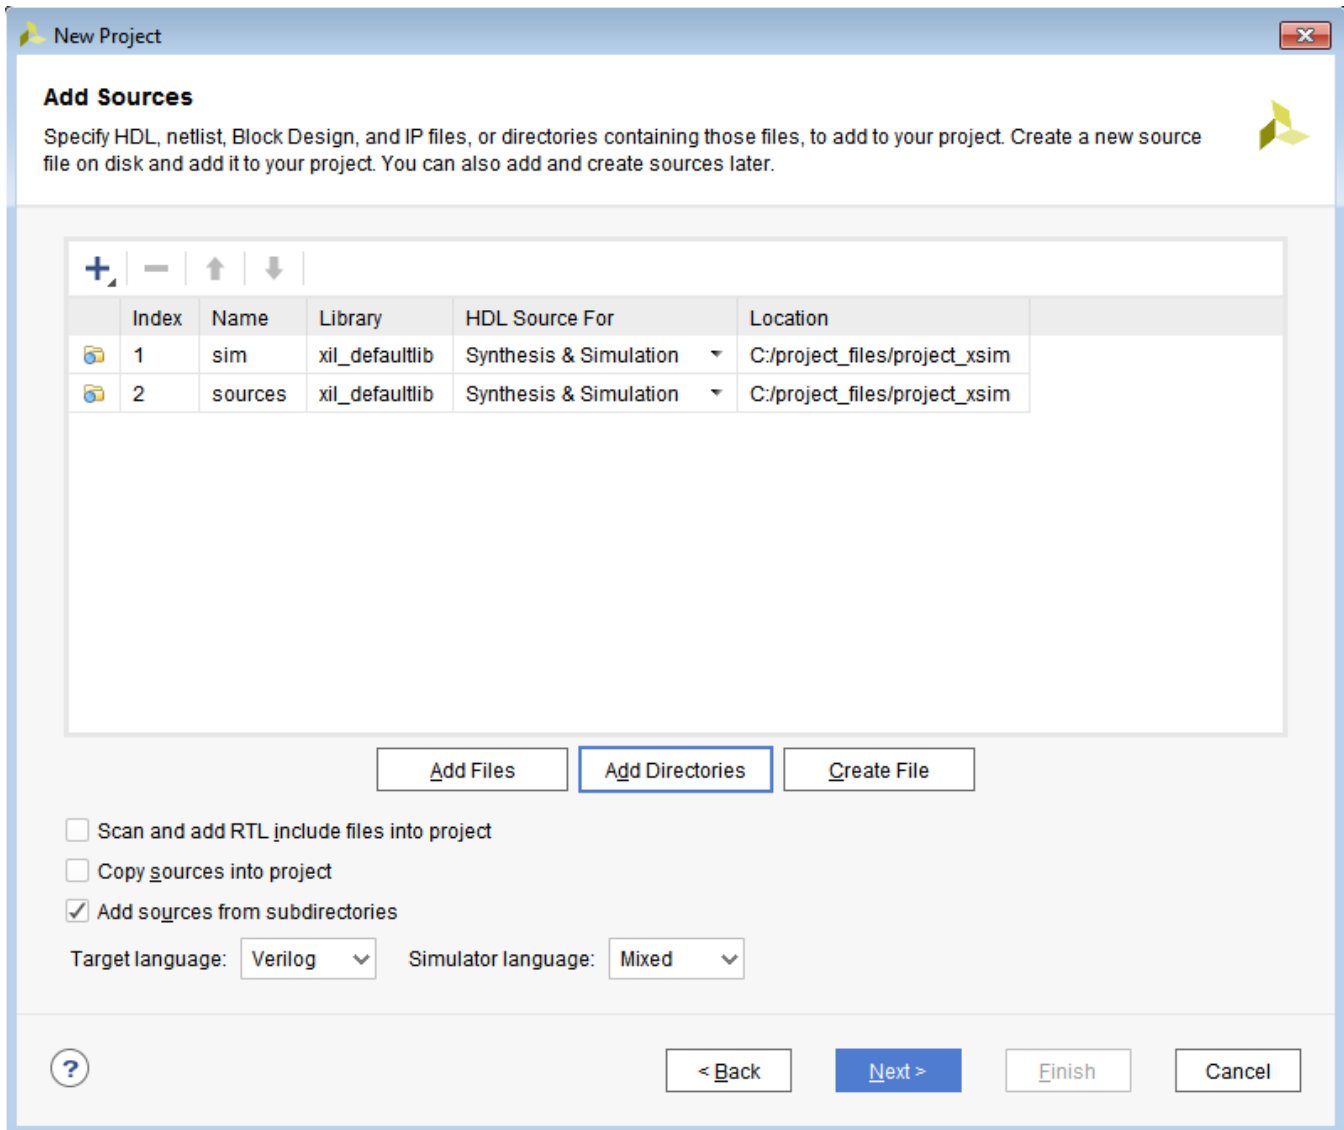 New Project
Add Sources
Specify HDL, netlist, Block Design, and IP files, or directories containing those files, to add to your project. Create a new source
file on disk and add it to your project. You can also add and create sources later.
Index Name Library HDL Source For Location
1 sim xil_defaultlib Synthesis & Simulation C:/project_files/project_xsim
2 sources xil_defaultlib Synthesis & Simulation C:/project_files/project_xsim
Add Files Add Directories Create File
Scan and add RTL include files into project
Copy sources into project
Add sources from subdirectories
Target language: Verilog Simulator language: Mixed
? < Back Next > Finish Cancel